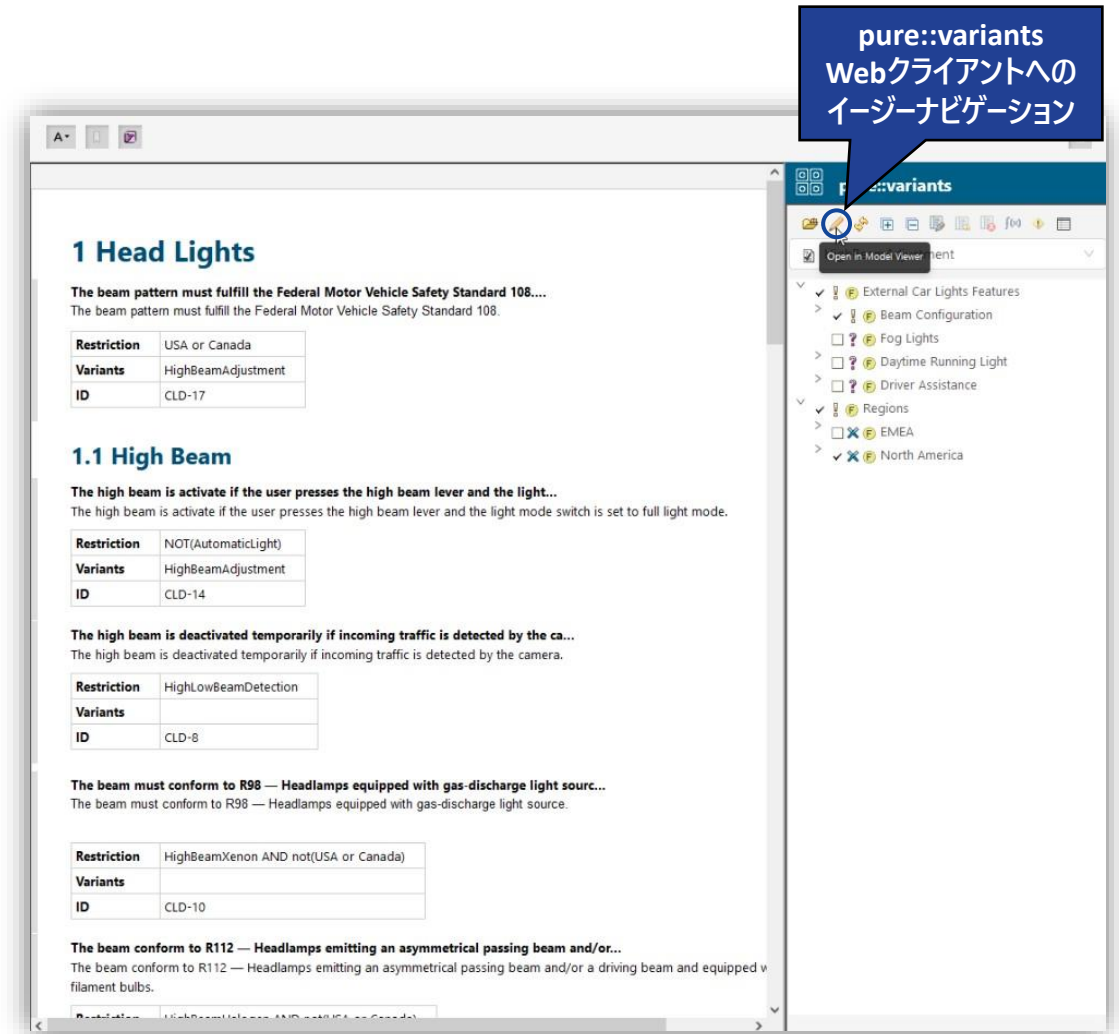 pure::variants
Webクライアントへの
イージーナビゲーション
A
1 Head Lights
The beam pattern must fulfill the Federal Motor Vehicle Safety Standard 108....
The beam pattern must fulfill the Federal Motor Vehicle Safety Standard 108.
Restriction USA or Canada
Variants HighBeamAdjustment
ID CLD-17
1.1 High Beam
The high beam is activate if the user presses the high beam lever and the light...
The high beam is activate if the user presses the high beam lever and the light mode switch is set to full light mode.
Restriction NOT(AutomaticLight)
Variants HighBeamAdjustment
ID CLD-14
The high beam is deactivated temporarily if incoming traffic is detected by the ca...
The high beam is deactivated temporarily if incoming traffic is detected by the camera.
Restriction HighLowBeamDetection
Variants
ID CLD-8
The beam must conform to R98 — Headlamps equipped with gas-discharge light sourc...
The beam must conform to R98 — Headlamps equipped with gas-discharge light source.
Restriction HighBeamXenon AND not(USA or Canada)
Variants
ID CLD-10
The beam conform to R112 — Headlamps emitting an asymmetrical passing beam and/or...
The beam conform to R112 — Headlamps emitting an asymmetrical passing beam and/or a driving beam and equipped
filament bulbs.
::variants
f(x)
Open in Model Viewer
External Car Lights Features
Beam Configuration
Fog Lights
Daytime Running Light
Driver Assistance
Regions
EMEA
North America